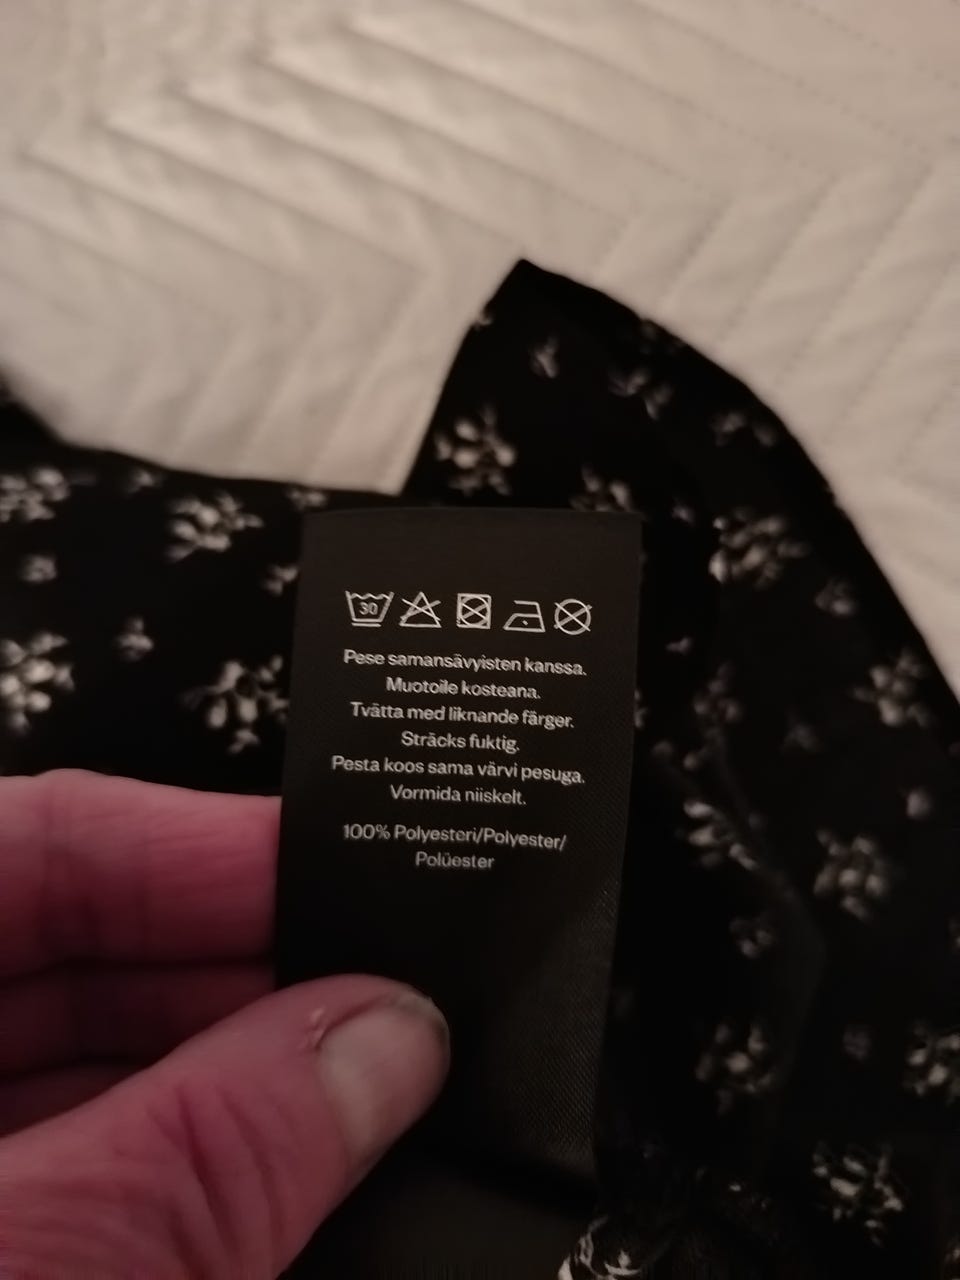 30
Pese samansävyisten kanssa.
Muotoile kosteana.
Tvätta med liknande färger.
Sträcks fuktig.
Pesta koos sama värvi pesuga.
Vormida niiskelt.
100% Polyesteri/Polyester/
Polüester